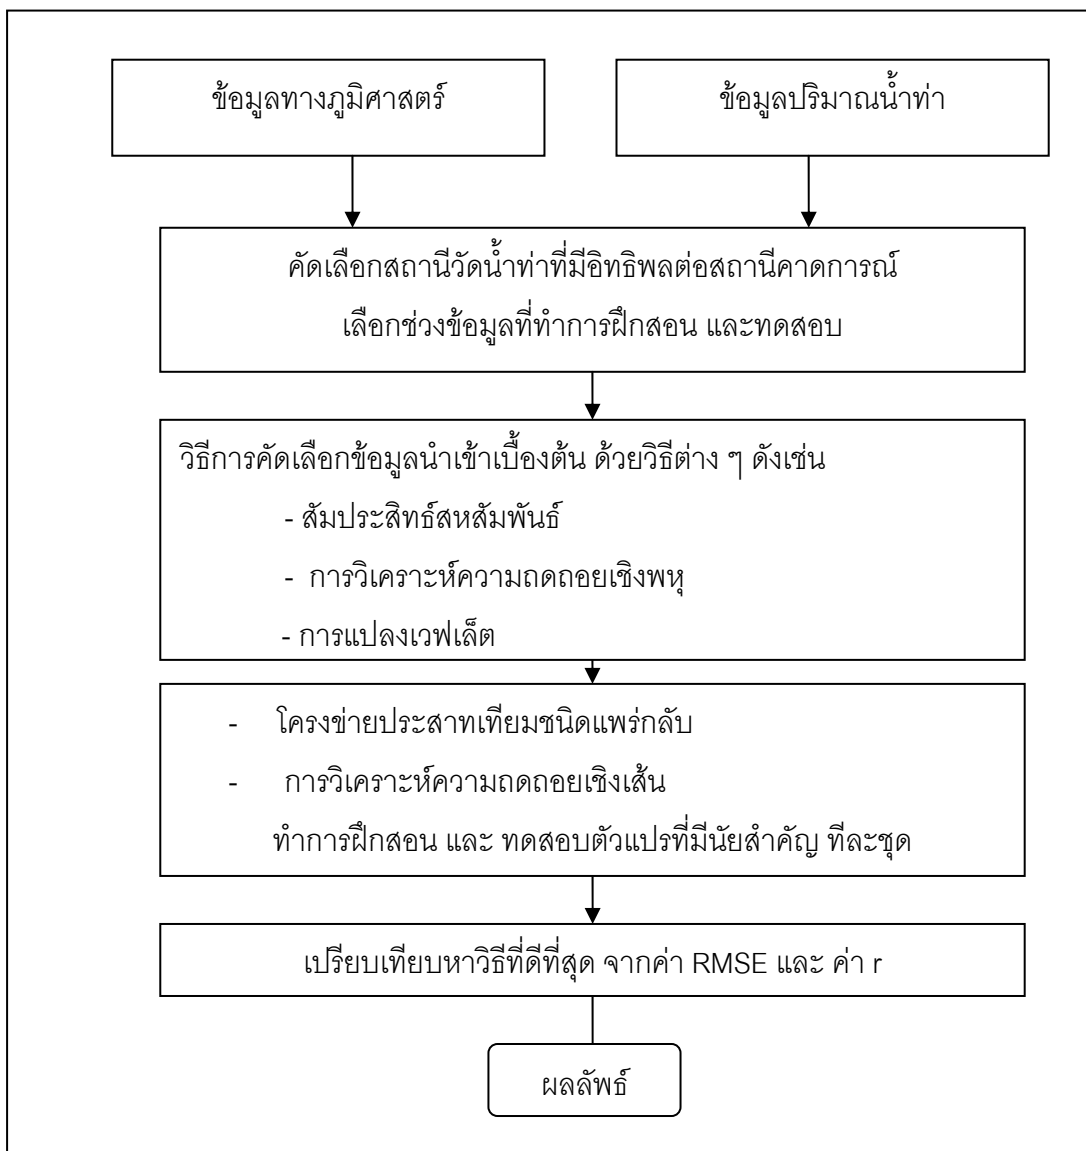 ข้อมูลทางภูมิศาสตร์
ข้อมูลปริมาณน้ำท่า
คัดเลือกสถานีวัดน้ำท่าที่มีอิทธิพลต่อสถานีคาดการณ์
เลือกช่วงข้อมูลที่ทำการฝึกสอน และทดสอบ
วิธีการคัดเลือกข้อมูลนำเข้าเบื้องต้น ด้วยวิธีต่าง ๆ ดังเช่น
- สัมประสิทธ์สหสัมพันธ์
- การวิเคราะห์ความถดถอยเชิงพหุ
- การแปลงเวฟเล็ต
- โครงข่ายประสาทเทียมชนิดแพร่กลับ
- การวิเคราะห์ความถดถอยเชิงเส้น
ทำการฝึกสอน และ ทดสอบตัวแปรที่มีนัยสำคัญ ทีละชุด
เปรียบเทียบหาวิธีที่ดีที่สุด จากค่า RMSE และ ค่า r
ผลลัพธ์